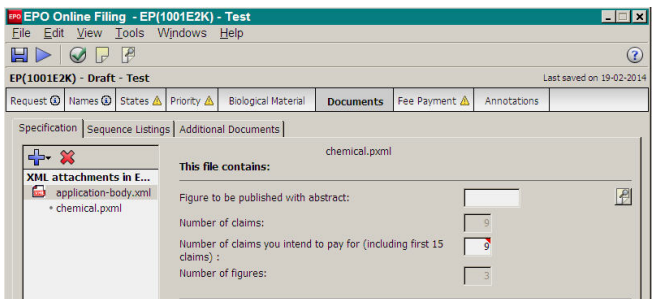 EPO EPO Online Filing - EP(1001E2K) - Test
File Edit View Tools Windows Help
EP(1001E2K) - Draft - Test
Last saved on 19-02-2014
Request Names States Priority Biological Material Documents Fee Payment Annotations
Specification Sequence Listings Additional Documents
chemical.pxml
This file contains:
XML attachments in E...
application-body.xml
chemical.pxml
Figure to be published with abstract:
Number of claims: 9
Number of claims you intend to pay for (including first 15
claims) : 9
Number of figures: 3